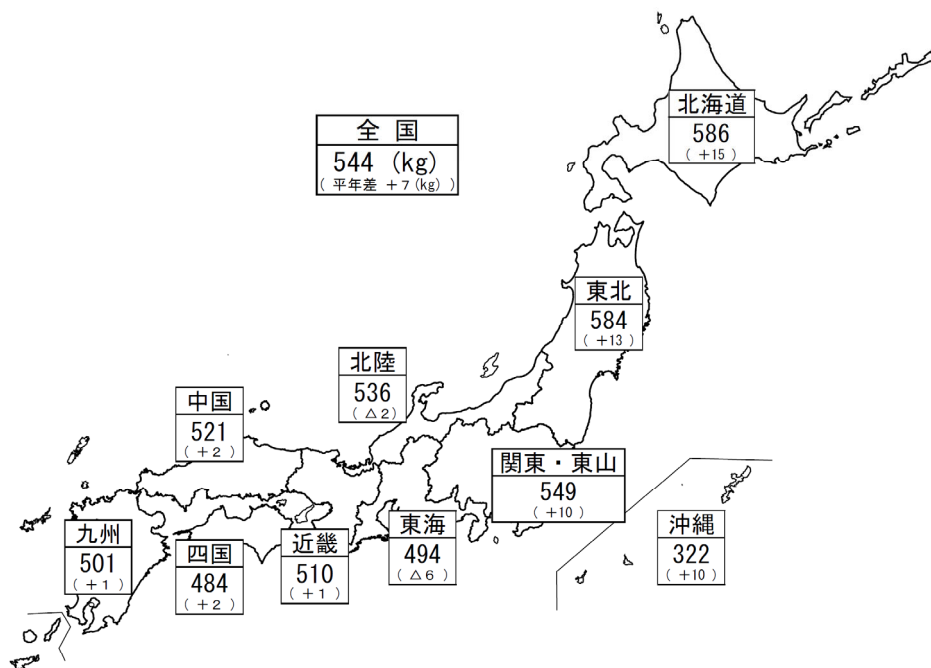 全 国
544 (kg)
( 平年差 +7(kg) )
北海道
586
( +15 )
東北
584
( +13 )
北陸
536
( △2 )
中国
521
( +2 )
関東・東山
549
( +10 )
九州
501
( +1 )
四国
484
( +2 )
近畿
510
( +1 )
東海
494
( △6 )
沖縄
322
( +10 )